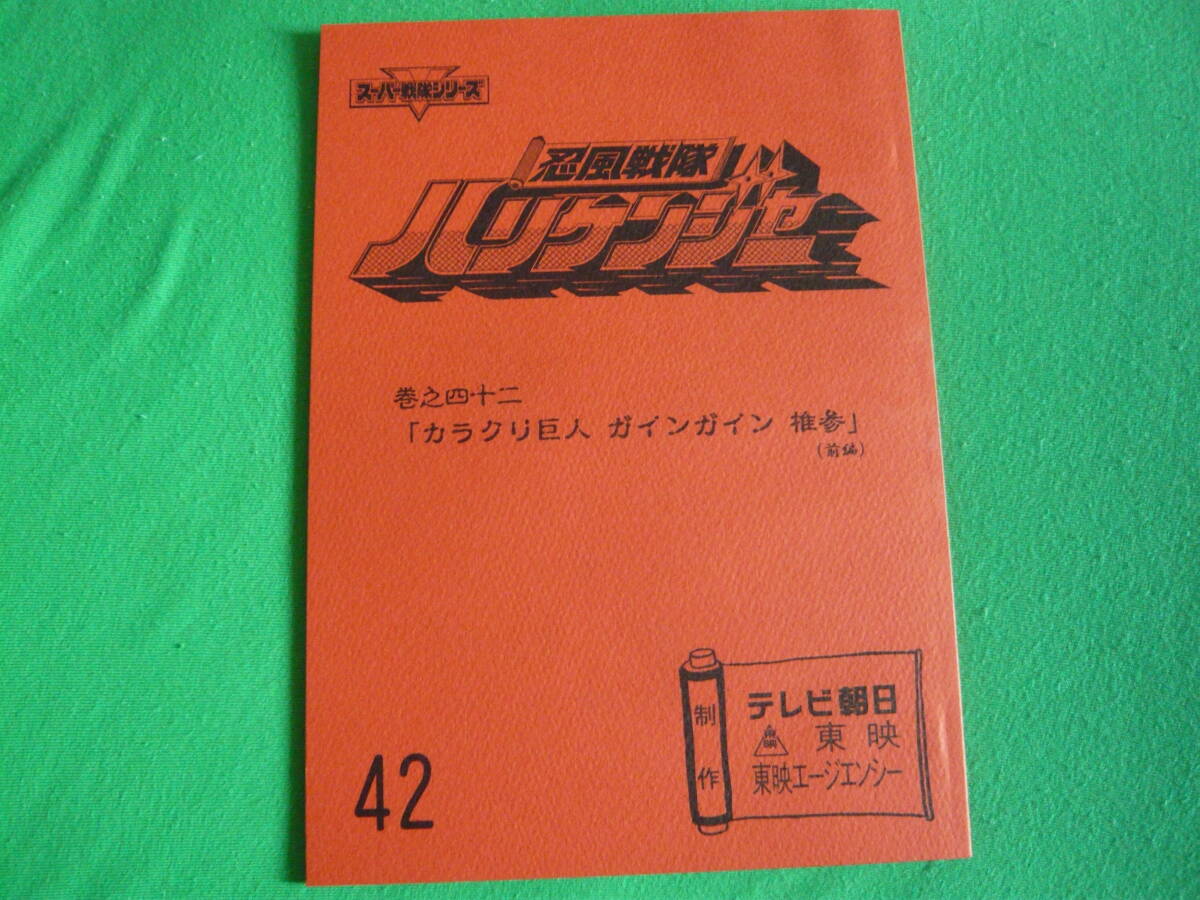 スーパー戦隊シリーズ
忍風戦隊
ハリケンジャー
巻之四十二
「カラクリ巨人 ガインガイン 推参」
(前編)
制作
テレビ朝日
東映 東映
東映エージエンシー
42